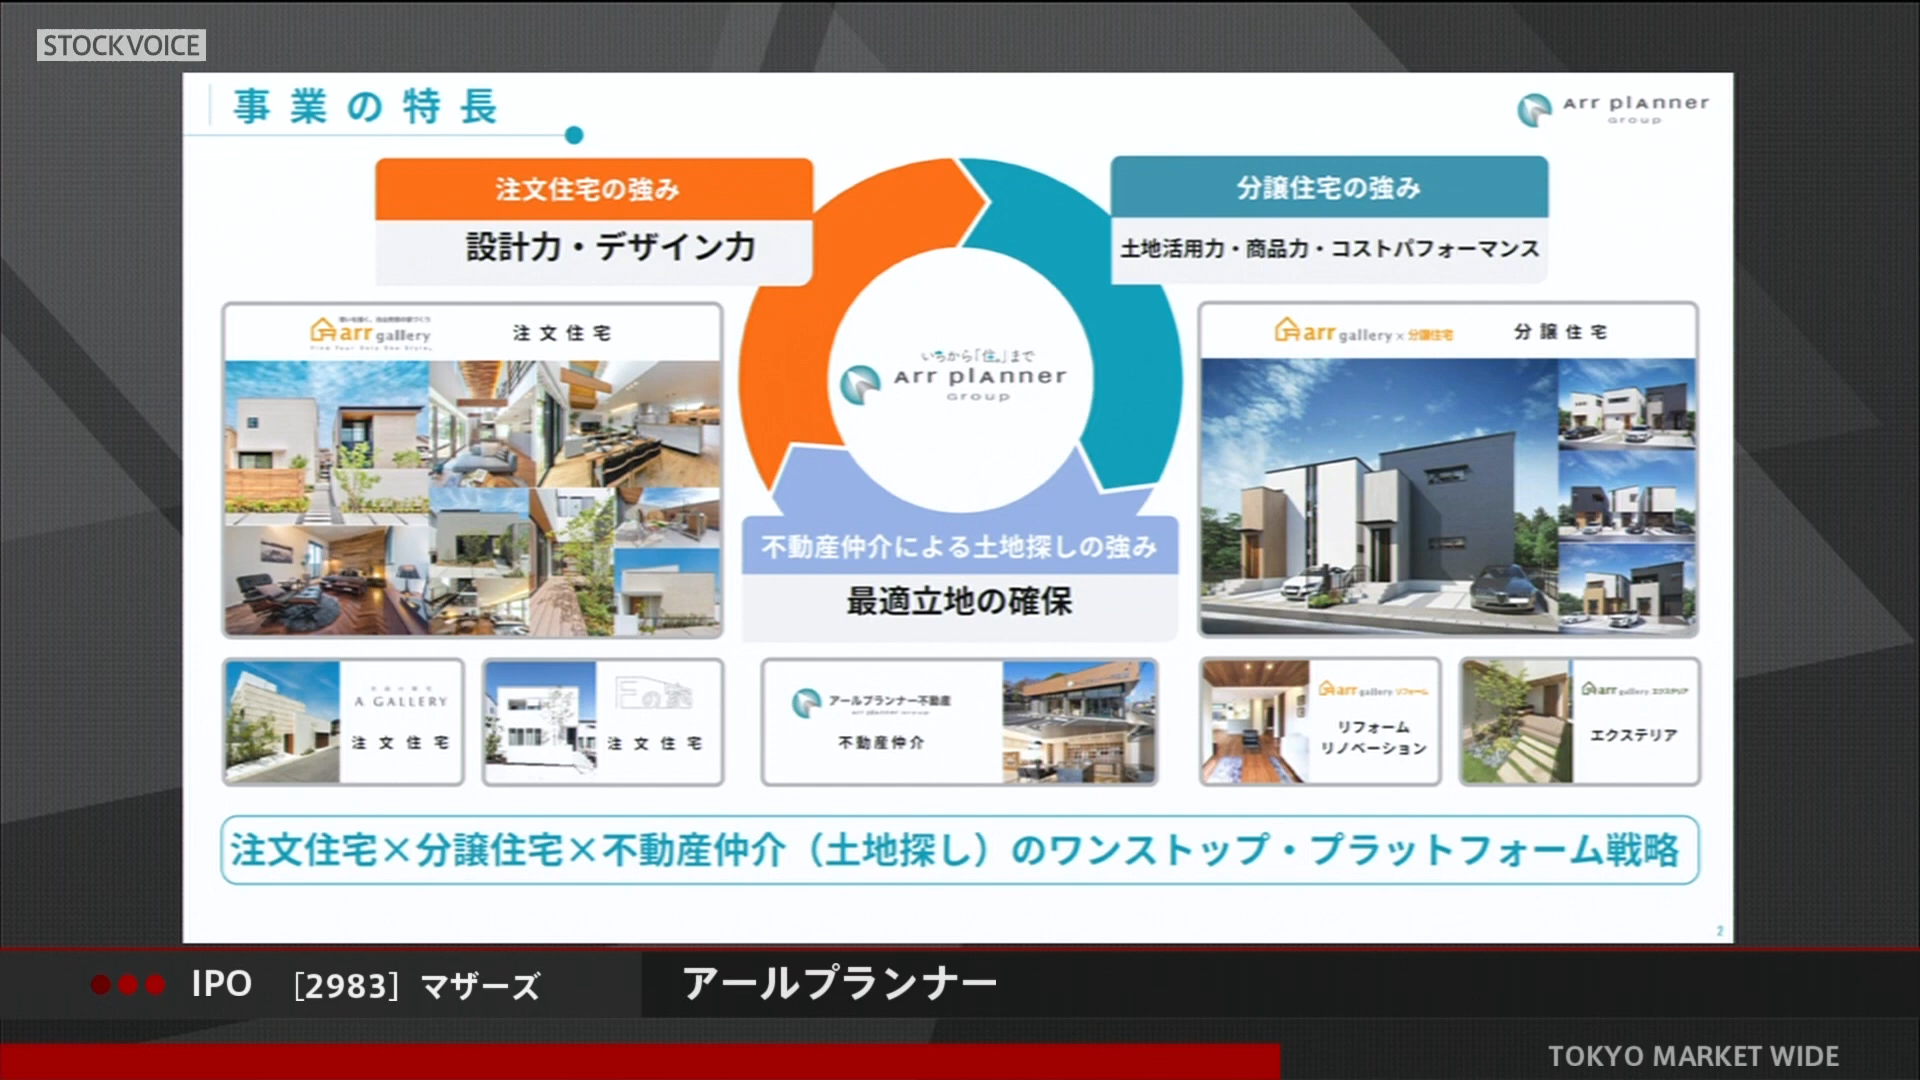 STOCKVOICE
事業の特長
Arr plAnner
group
注文住宅の強み
設計力・デザイン力
分譲住宅の強み
土地活用力・商品力・コストパフォーマンス
arr gallery
注文住宅
いちから「住。」まで
Arr plAnner
group
arr gallery×分譲住宅
分譲住宅
不動産仲介による土地探しの強み
最適立地の確保
A GALLERY
注文住宅
注文住宅
アールプランナー不動産
arr planner group
不動産仲介
arr gallery リフォーム
リフォーム
リノベーション
arr gallery エクステリア
エクステリア
注文住宅×分譲住宅×不動産仲介（土地探し）のワンストップ・プラットフォーム戦略
2
IPO [2983] マザーズ アールプランナー
TOKYO MARKET WIDE